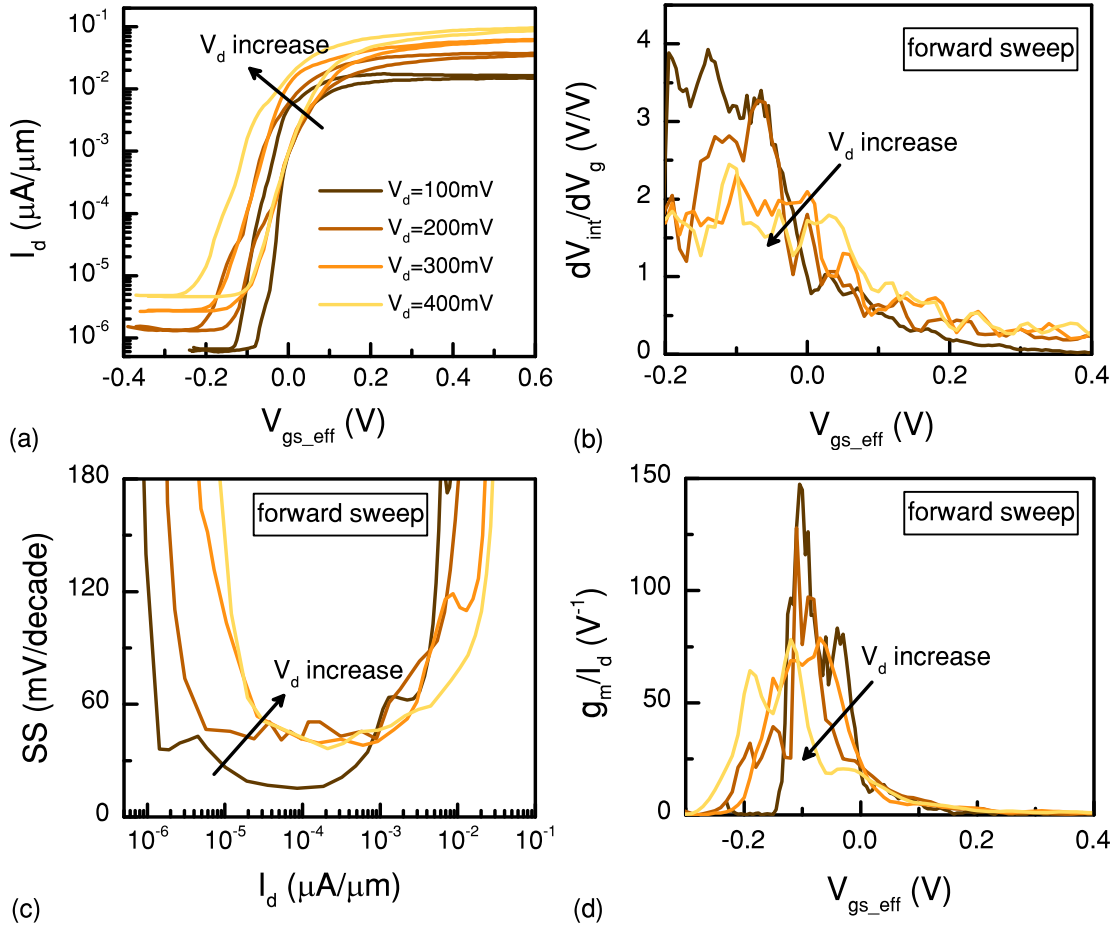 10⁻¹
10⁻²
10⁻³
10⁻⁴
10⁻⁵
10⁻⁶
I_d (μA/μm)
V_d increase
V_d=100mV
V_d=200mV
V_d=300mV
V_d=400mV
-0.4 -0.2 0.0 0.2 0.4 0.6
V_gs_eff (V)
(a)
4
3
2
1
0
dV_int/dV_g (V/V)
forward sweep
V_d increase
-0.2 0.0 0.2 0.4
V_gs_eff (V)
(b)
180
120
60
0
SS (mV/decade)
forward sweep
V_d increase
10⁻⁶ 10⁻⁵ 10⁻⁴ 10⁻³ 10⁻² 10⁻¹
I_d (μA/μm)
(c)
150
100
50
0
g_m/I_d (V⁻¹)
forward sweep
V_d increase
-0.2 0.0 0.2 0.4
V_gs_eff (V)
(d)